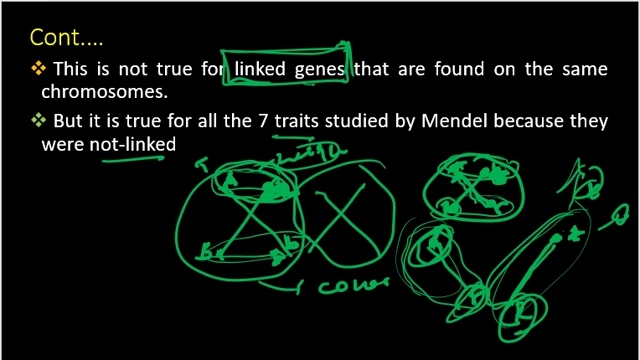 Cont....
❖ This is not true for linked genes that are found on the same
chromosomes.
❖ But it is true for all the 7 traits studied by Mendel because they
were not-linked
A
B b